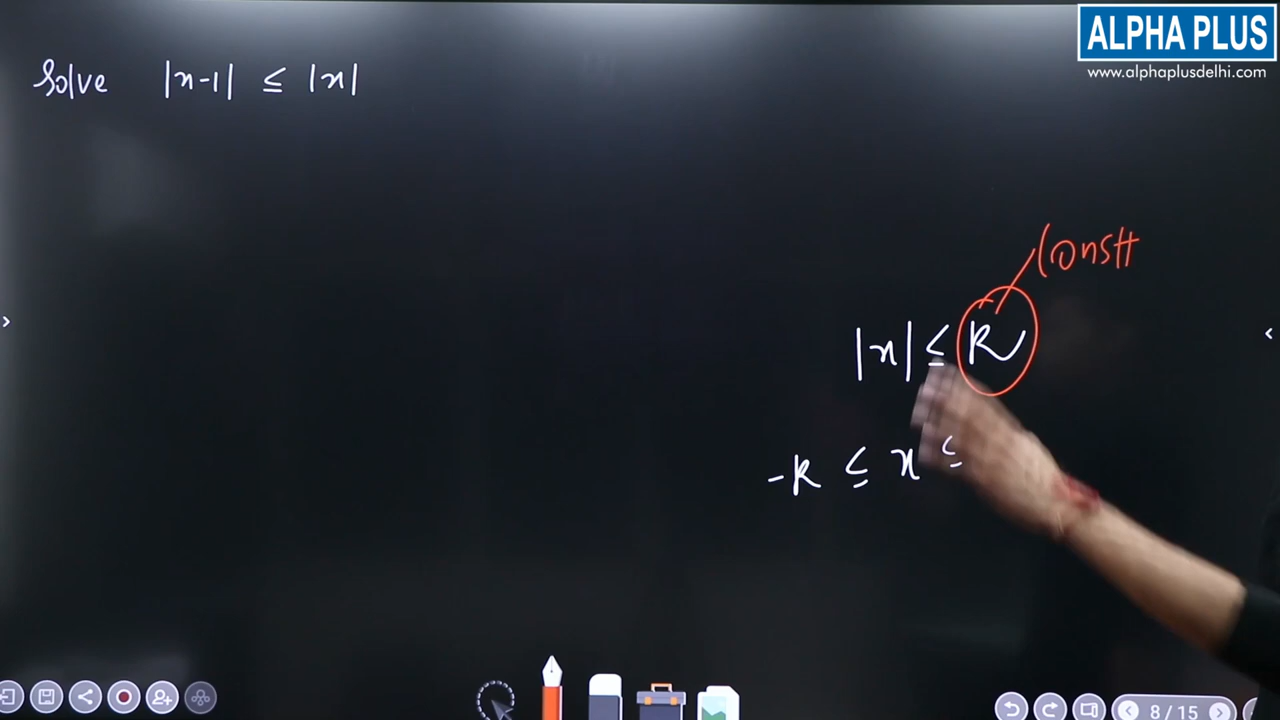 ALPHA PLUS
www.alphaplusdelhi.com
Solve |x-1| ≤ |x|
Constt
|x| ≤ K
-K ≤ x ≤
8/15